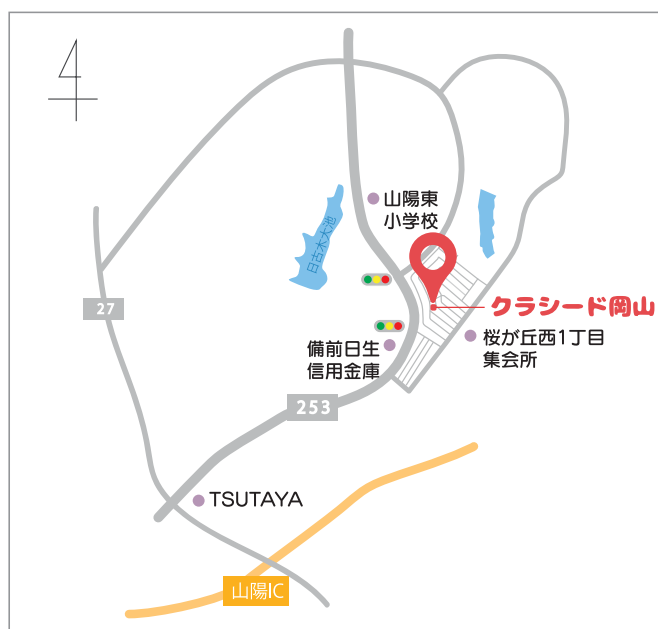 山陽東
小学校
日古木大池
27
クラシード岡山
備前日生
信用金庫
桜が丘西1丁目
集会所
253
TSUTAYA
山陽IC